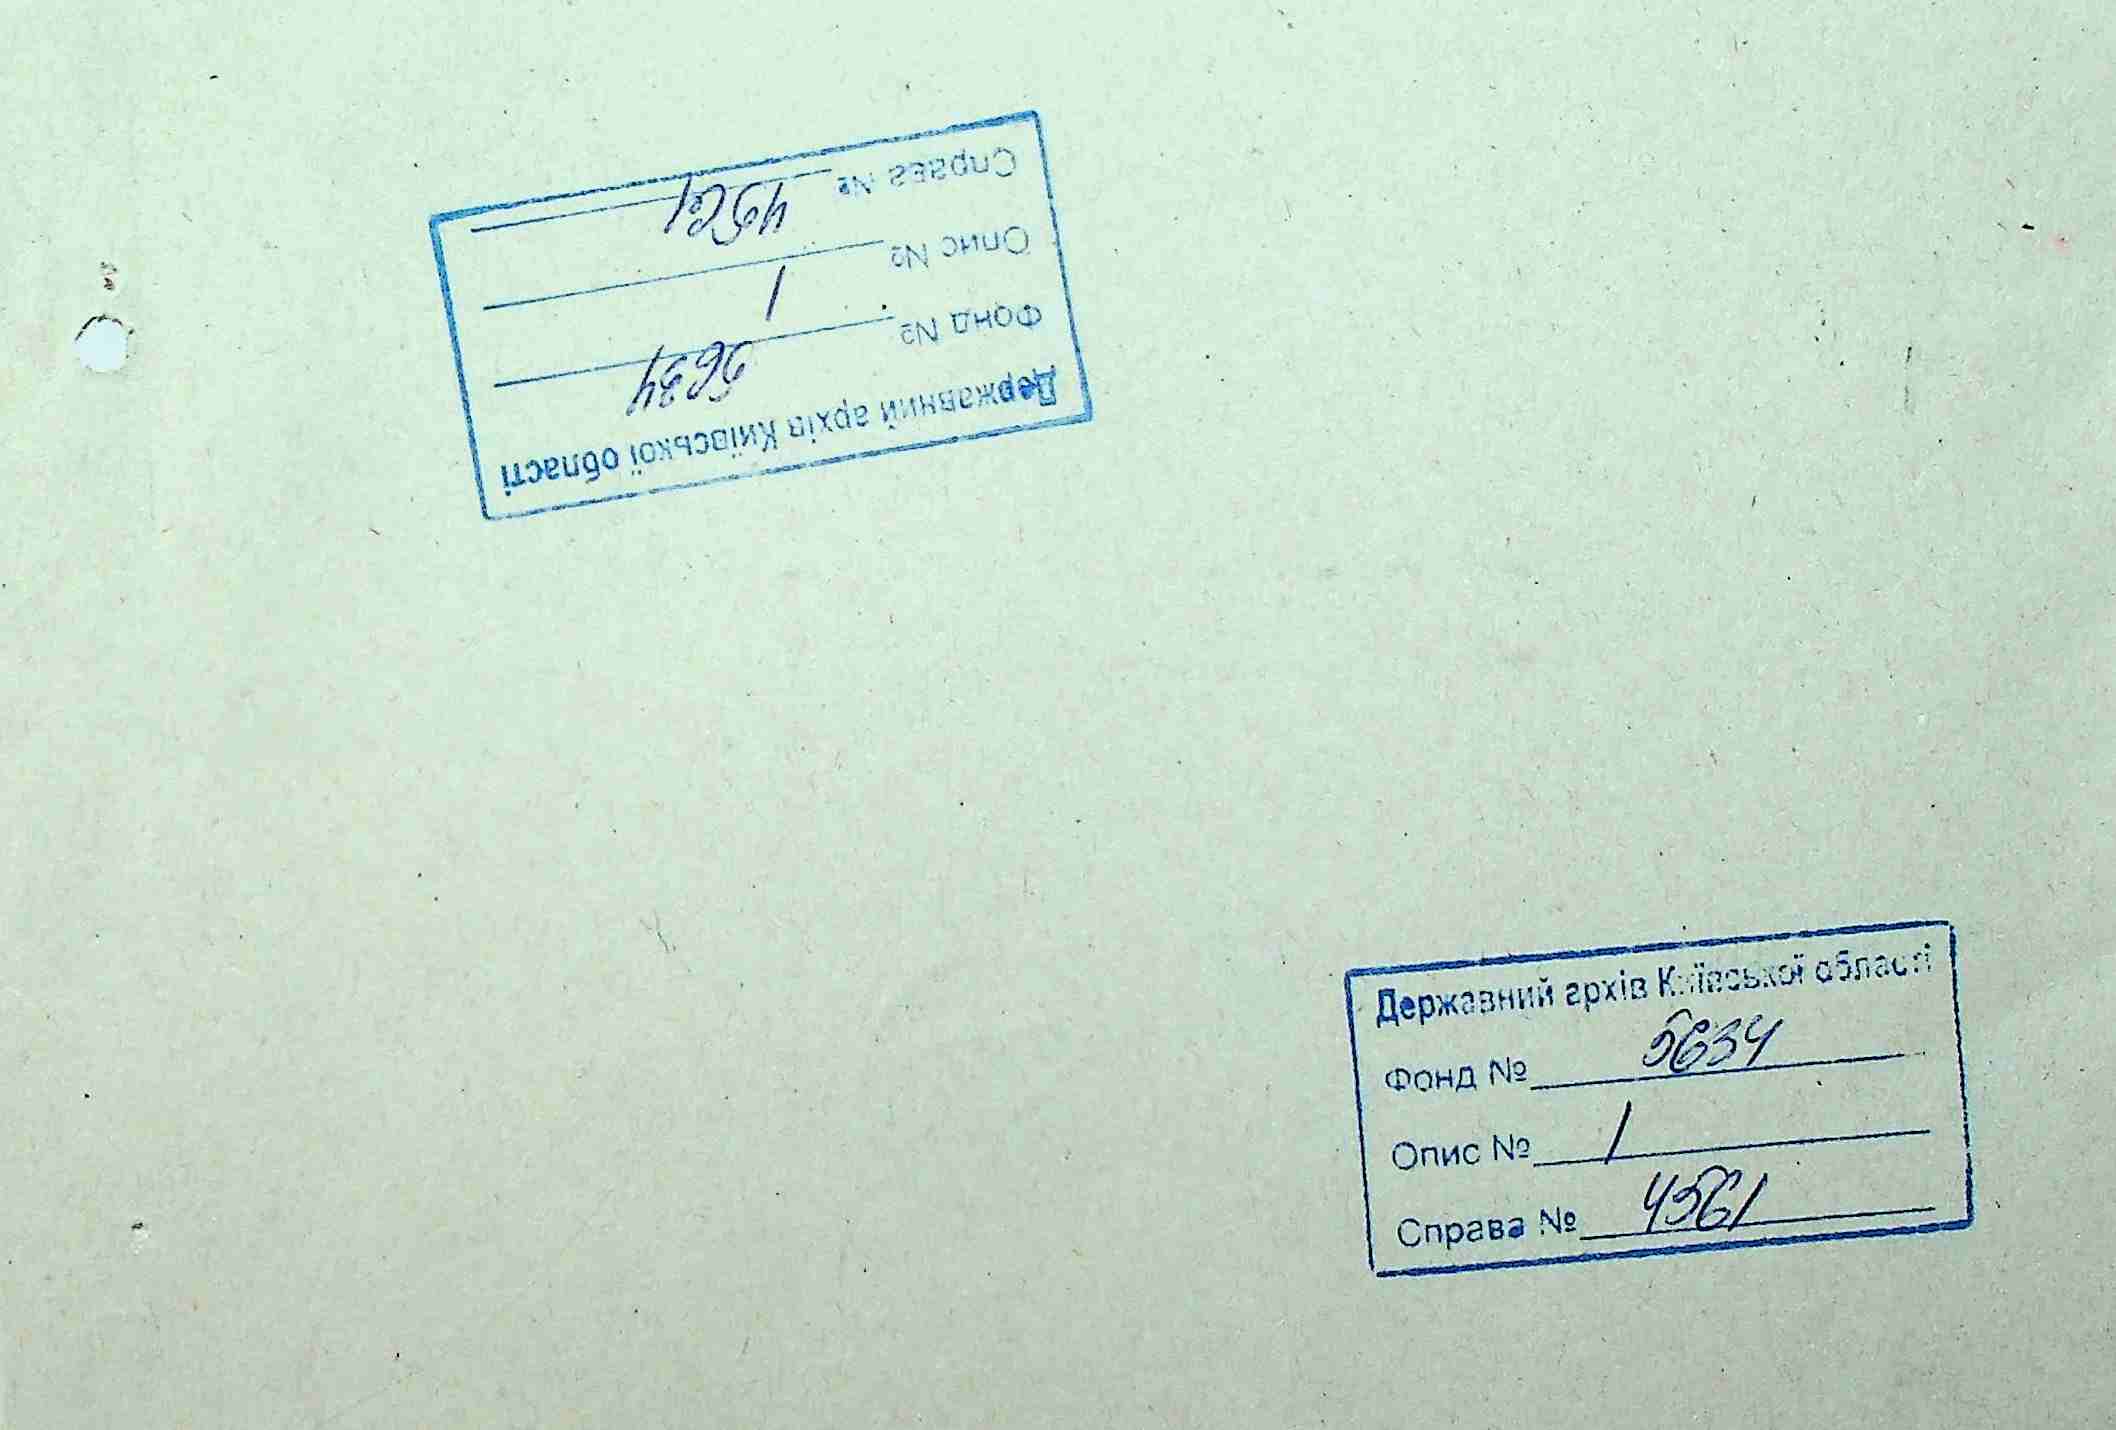 Справа № 4561
Опис № 1
Фонд № 5634
Державний архів Київської області
Державний архів Київської області
Фонд № 5634
Опис № 1
Справа № 4561